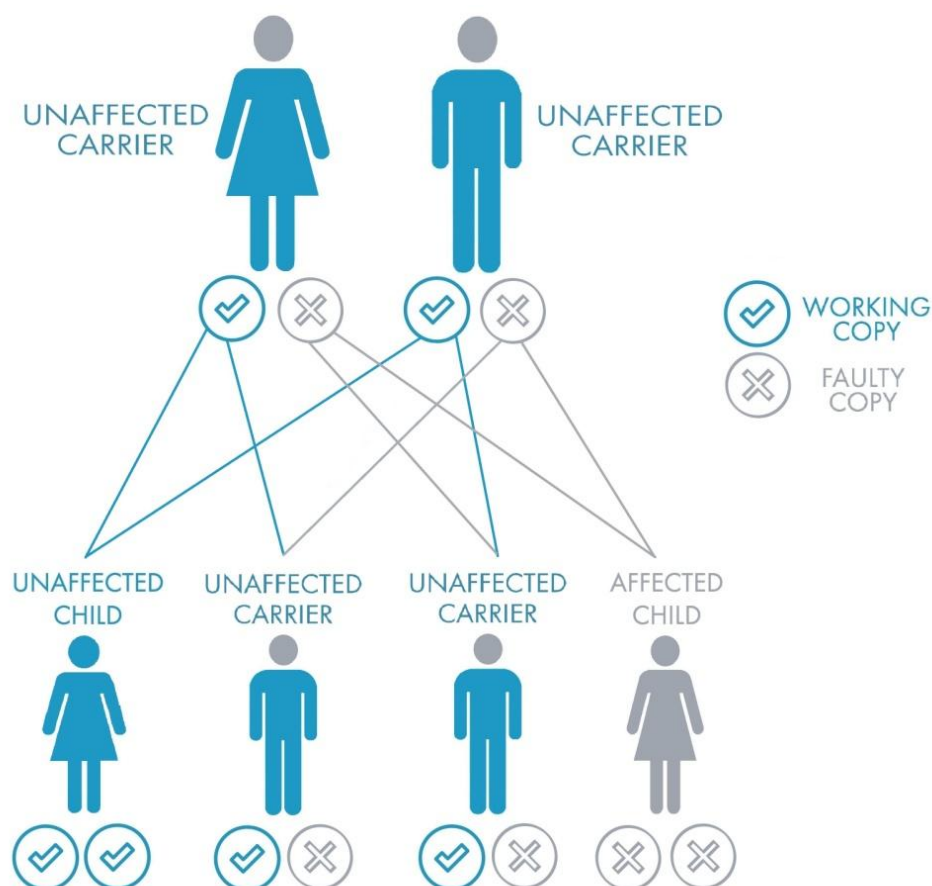 UNAFFECTED
CARRIER
UNAFFECTED
CARRIER
WORKING
COPY
FAULTY
COPY
UNAFFECTED
CHILD
UNAFFECTED
CARRIER
UNAFFECTED
CARRIER
AFFECTED
CHILD